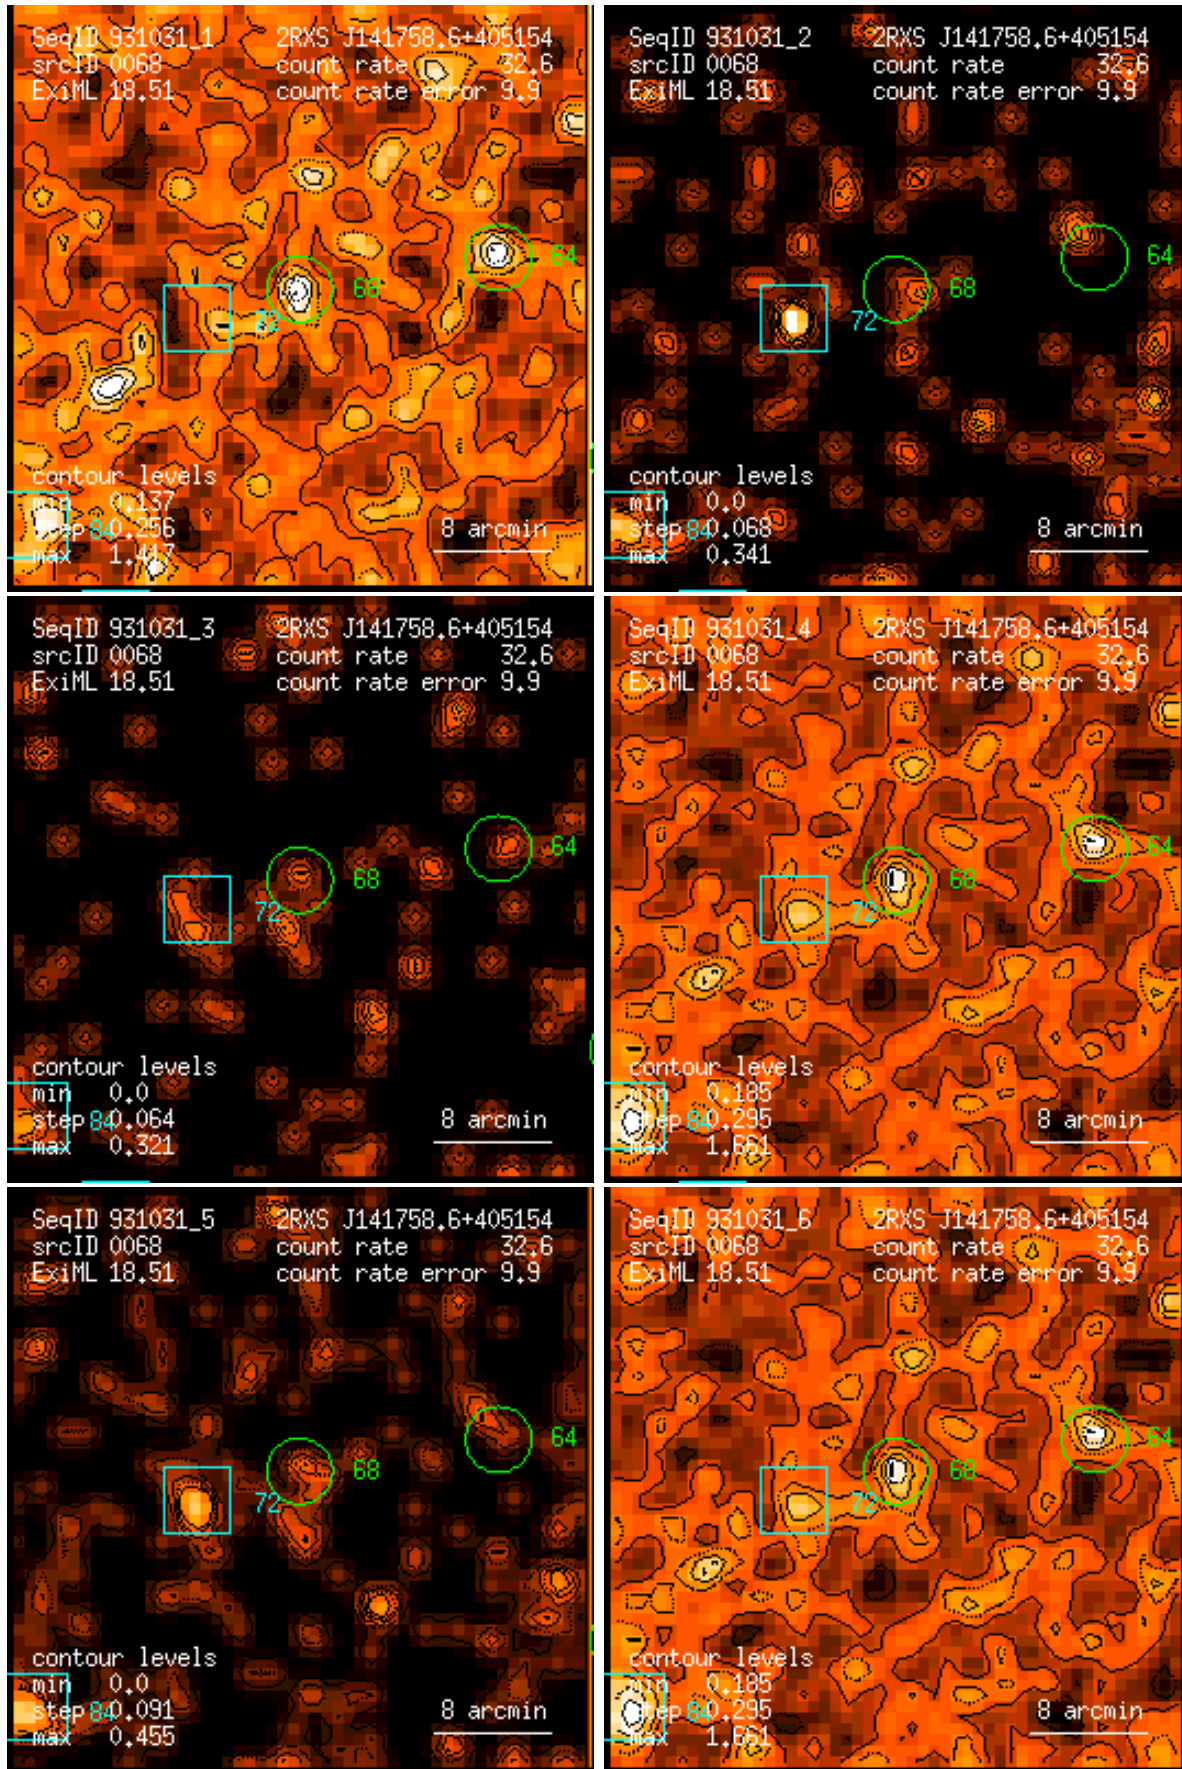 SeqID 931031_1 2RXS J141758.6+405154
srcID 0068 count rate 32.6
ExiML 18.51 count rate error 9.9
64
68
72
contour levels
min 0.137
step 84 0.256
max 1.417
8 arcmin
SeqID 931031_2 2RXS J141758.6+405154
srcID 0068 count rate 32.6
ExiML 18.51 count rate error 9.9
64
68
72
contour levels
min 0.0
step 84 0.068
max 0.341
8 arcmin
SeqID 931031_3 2RXS J141758.6+405154
srcID 0068 count rate 32.6
ExiML 18.51 count rate error 9.9
64
68
72
contour levels
min 0.0
step 84 0.064
max 0.321
8 arcmin
SeqID 931031_4 2RXS J141758.6+405154
srcID 0068 count rate 32.6
ExiML 18.51 count rate error 9.9
64
68
72
contour levels
min 0.185
step 84 0.295
max 1.661
8 arcmin
SeqID 931031_5 2RXS J141758.6+405154
srcID 0068 count rate 32.6
ExiML 18.51 count rate error 9.9
64
68
72
contour levels
min 0.0
step 84 0.091
max 0.455
8 arcmin
SeqID 931031_6 2RXS J141758.6+405154
srcID 0068 count rate 32.6
ExiML 18.51 count rate error 9.9
64
68
72
contour levels
min 0.185
step 84 0.295
max 1.661
8 arcmin